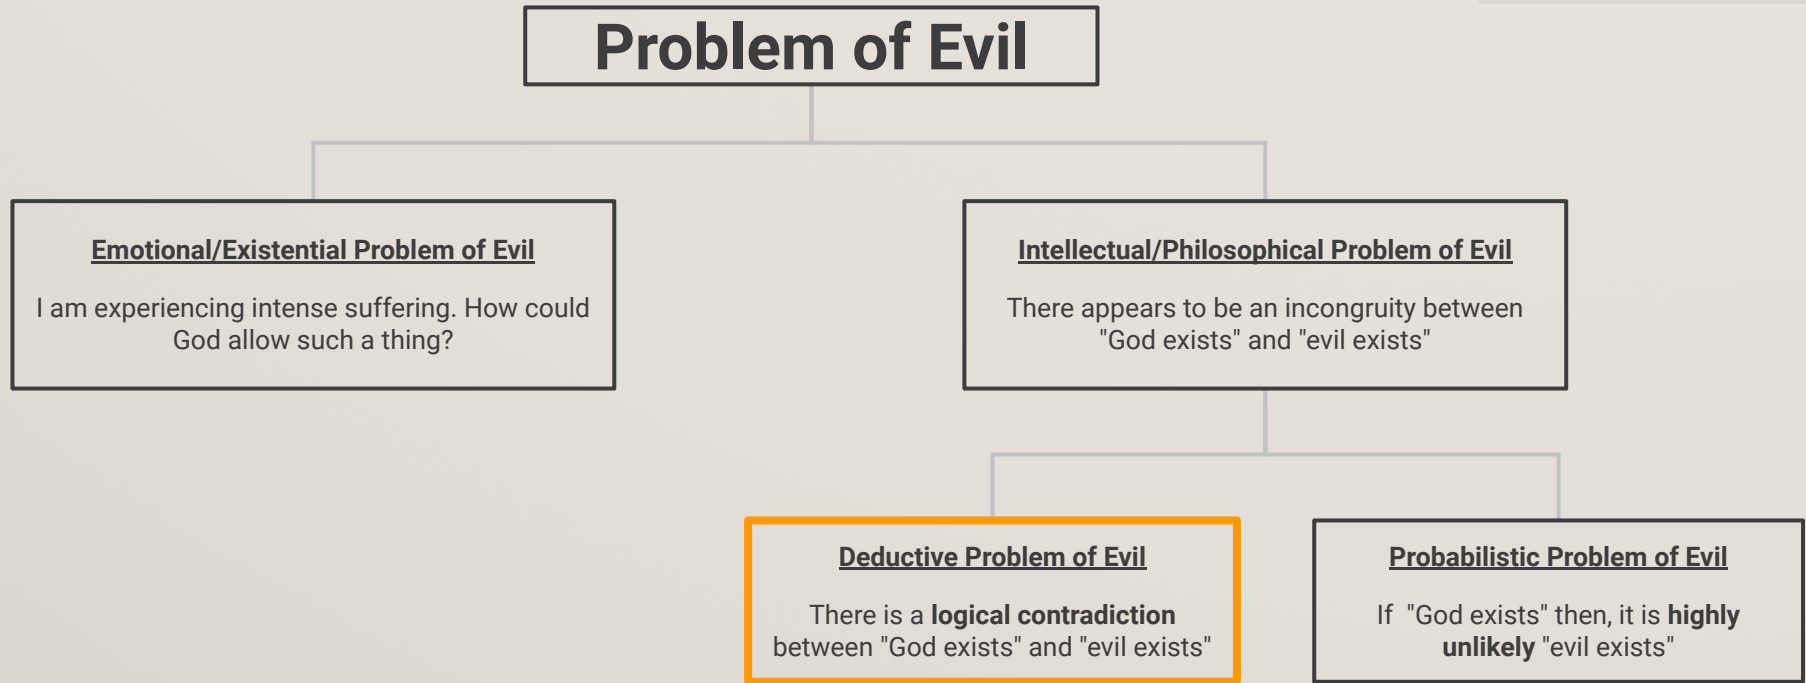 Problem of Evil
Emotional/Existential Problem of Evil
I am experiencing intense suffering. How could
God allow such a thing?
Intellectual/Philosophical Problem of Evil
There appears to be an incongruity between
"God exists" and "evil exists"
Deductive Problem of Evil
There is a logical contradiction
between "God exists" and "evil exists"
Probabilistic Problem of Evil
If "God exists" then, it is highly
unlikely "evil exists"